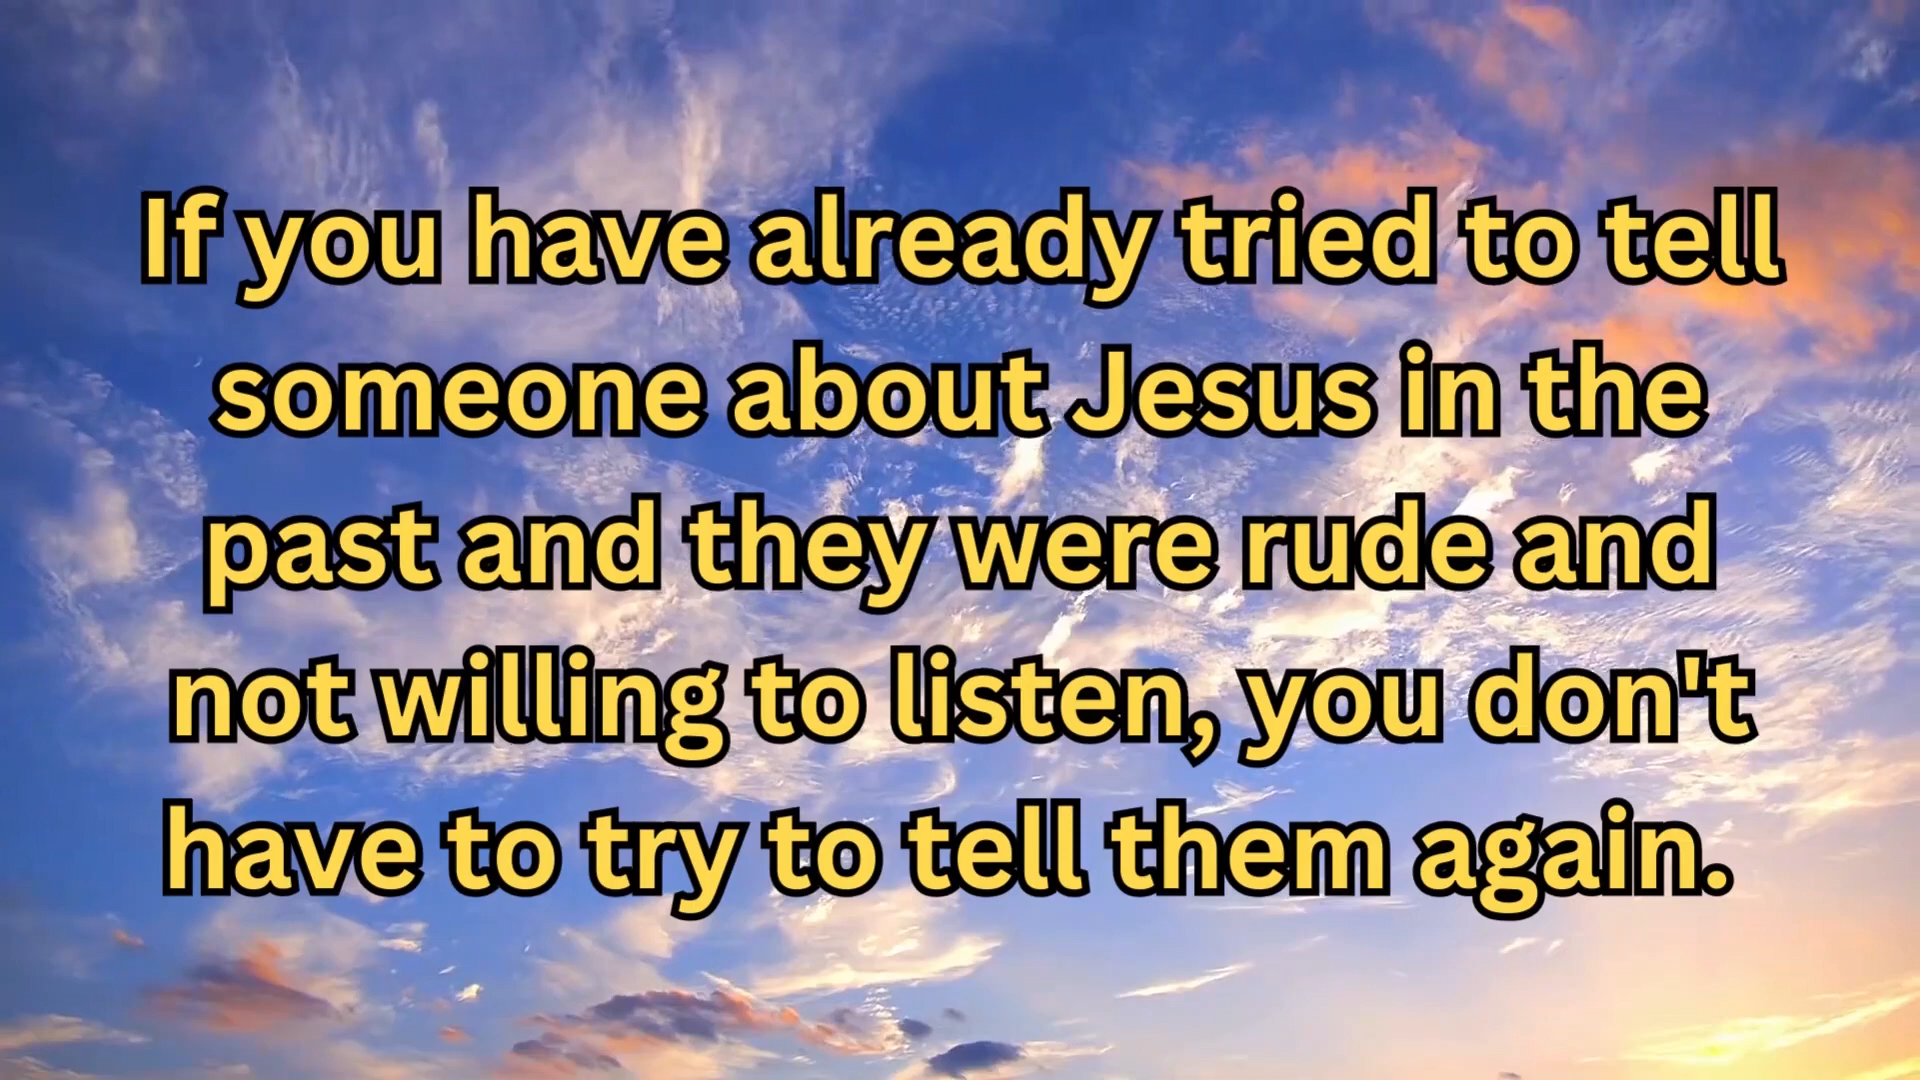 If you have already tried to tell
someone about Jesus in the
past and they were rude and
not willing to listen, you don't
have to try to tell them again.